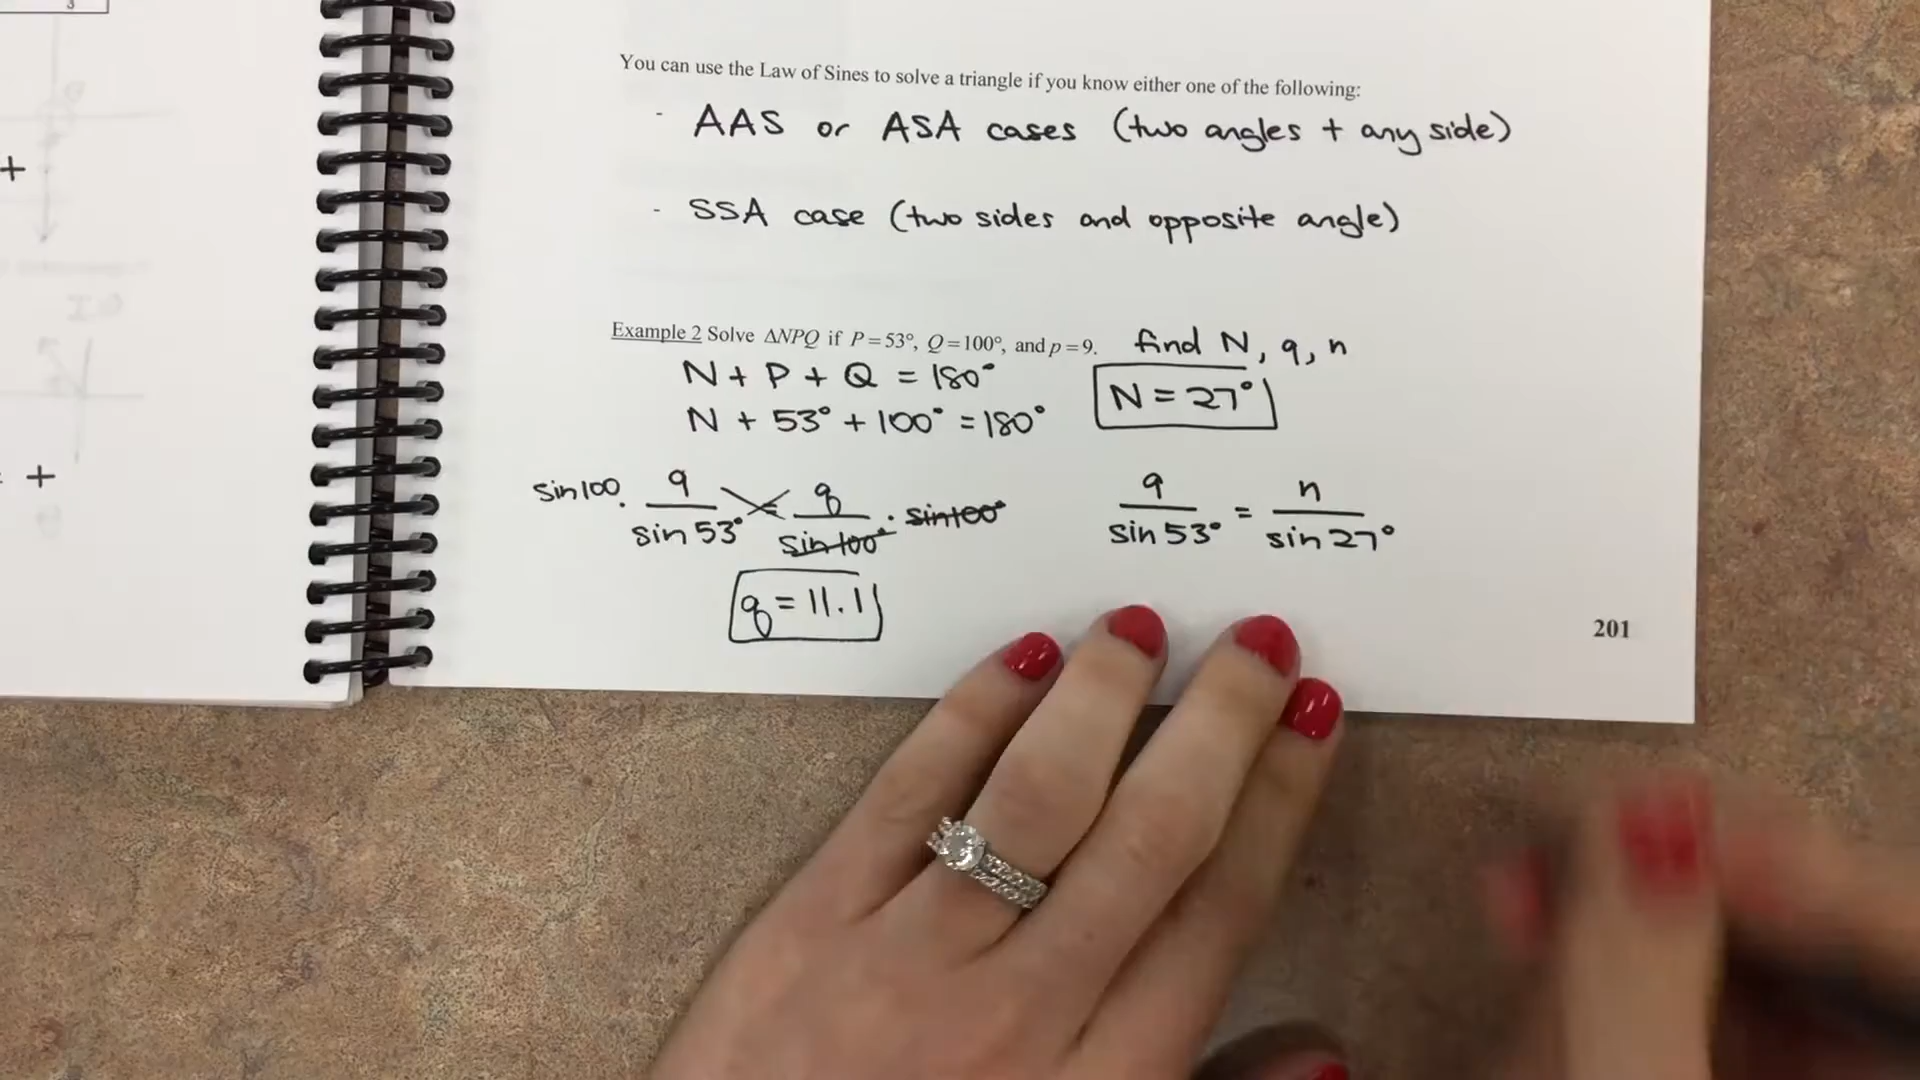 3
+
+
You can use the Law of Sines to solve a triangle if you know either one of the following:
- AAS or ASA cases (two angles + any side)
- SSA case (two sides and opposite angle)
Example 2 Solve ΔNPQ if P=53°, Q=100°, and p=9. find N, q, n
N + P + Q = 180°
N = 27°
N + 53° + 100° = 180°
sin100 · 9/sin 53° = q/sin 100° · sin100°
9/sin 53° = n/sin 27°
q = 11.1
201